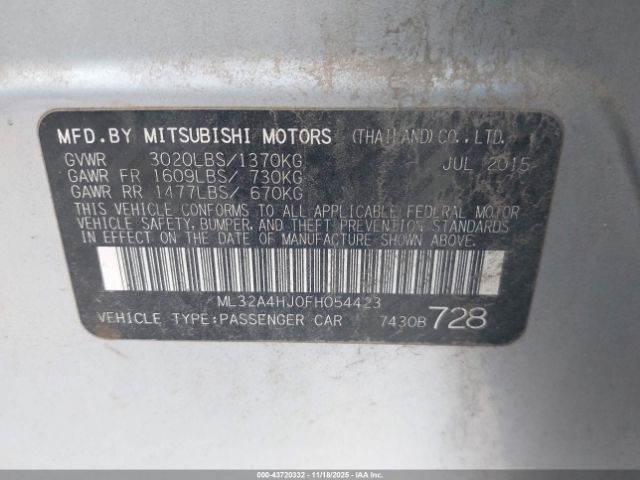 MFD.BY MITSUBISHI MOTORS (THAILAND)CO.,LTD.
GVWR 3020LBS/1370KG JUL 2015
GAWR FR 1609LBS/ 730KG
GAWR RR 1477LBS/ 670KG
THIS VEHICLE CONFORMS TO ALL APPLICABLE FEDERAL MOTOR
VEHICLE SAFETY, BUMPER, AND THEFT PREVENTION STANDARDS
IN EFFECT ON THE DATE OF MANUFACTURE SHOWN ABOVE.
ML32A4HJ0FH054423
VEHICLE TYPE:PASSENGER CAR 7430B 728
000-43720332 - 11/18/2025 - IAAI.COM